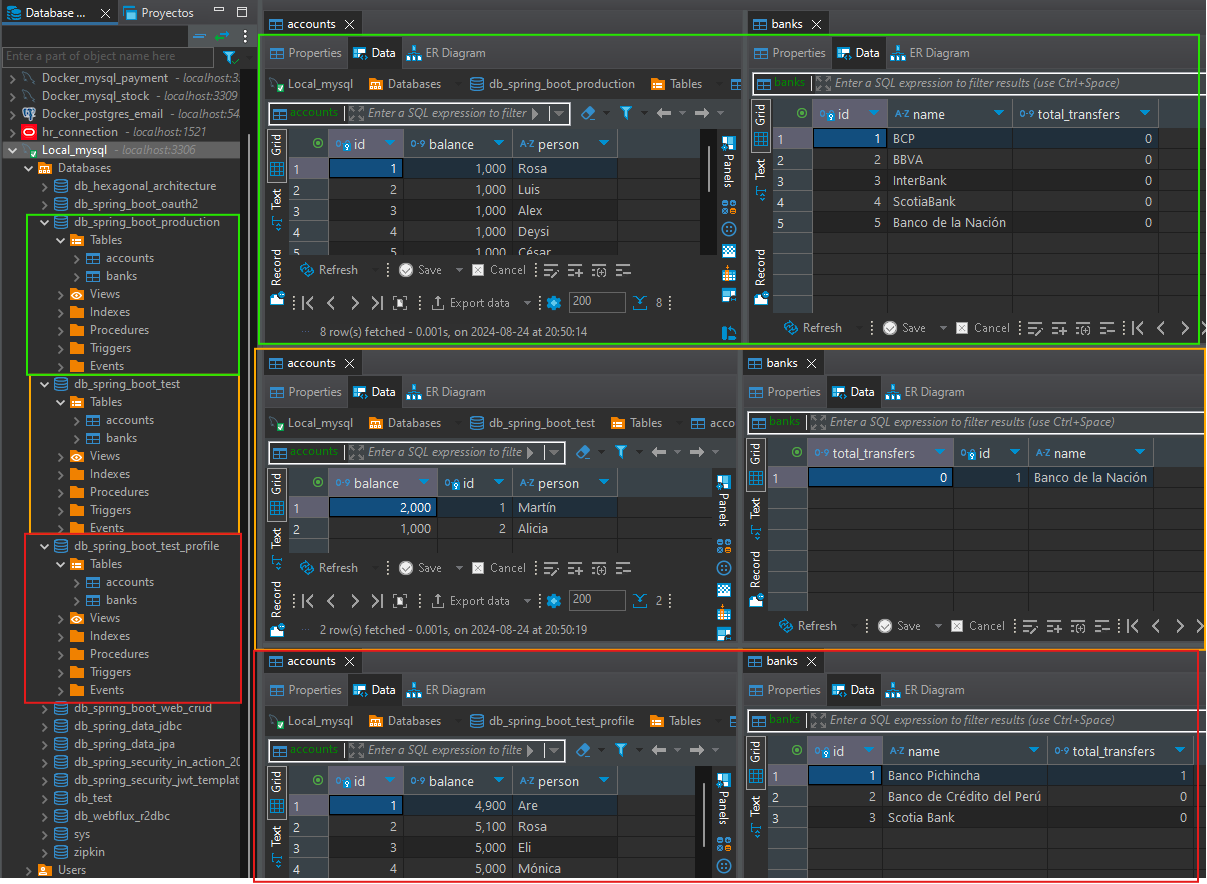 Database ...
Proyectos
Enter a part of object name here
Docker_mysql_payment - localhost:3
Docker_mysql_stock - localhost:3309
Docker_postgres_email - localhost:54
hr_connection - localhost:1521
Local_mysql - localhost:3306
Databases
db_hexagonal_architecture
db_spring_boot_oauth2
db_spring_boot_production
Tables
accounts
banks
Views
Indexes
Procedures
Triggers
Events
db_spring_boot_test
Tables
accounts
banks
Views
Indexes
Procedures
Triggers
Events
db_spring_boot_test_profile
Tables
accounts
banks
Views
Indexes
Procedures
Triggers
Events
db_spring_boot_web_crud
db_spring_data_jdbc
db_spring_data_jpa
db_spring_security_in_action_20
db_spring_security_jwt_templat
db_test
db_webflux_r2dbc
sys
zipkin
Users
accounts
Properties Data ER Diagram
Local_mysql Databases db_spring_boot_production Tables
accounts Enter a SQL expression to filter
Grid
Text
Record
id balance person
1 1 1,000 Rosa
2 2 1,000 Luis
3 3 1,000 Alex
4 4 1,000 Deysi
5 5 1,000 César
Panels
Refresh Save Cancel
Export data 200 8
8 row(s) fetched - 0.001s, on 2024-08-24 at 20:50:14
banks
Properties Data ER Diagram
banks Enter a SQL expression to filter results (use Ctrl+Space)
Grid
Text
Record
id name total_transfers
1 1 BCP 0
2 2 BBVA 0
3 3 InterBank 0
4 4 ScotiaBank 0
5 5 Banco de la Nación 0
Refresh Save Cancel
accounts
Properties Data ER Diagram
Local_mysql Databases db_spring_boot_test Tables acco
accounts Enter a SQL expression to filte
Grid
Text
Record
balance id person
1 2,000 1 Martín
2 1,000 2 Alicia
Panels
Refresh Save Cancel
Export data 200 2
2 row(s) fetched - 0.001s, on 2024-08-24 at 20:50:19
banks
Properties Data ER Diagram
banks Enter a SQL expression to filter results (use Ctrl+Space)
Grid
Text
Record
total_transfers id name
1 0 1 Banco de la Nación
Refresh Save Cancel
accounts
Properties Data ER Diagram
Local_mysql Databases db_spring_boot_test_profile Tables
accounts Enter a SQL expression to filte
Grid
Text
id balance person
1 1 4,900 Are
2 2 5,100 Rosa
3 3 5,000 Eli
4 4 5,000 Mónica
Panels
banks
Properties Data ER Diagram
banks Enter a SQL expression to filter results (use Ctrl+Space)
Grid
Text
id name total_transfers
1 1 Banco Pichincha 1
2 2 Banco de Crédito del Perú 0
3 3 Scotia Bank 0